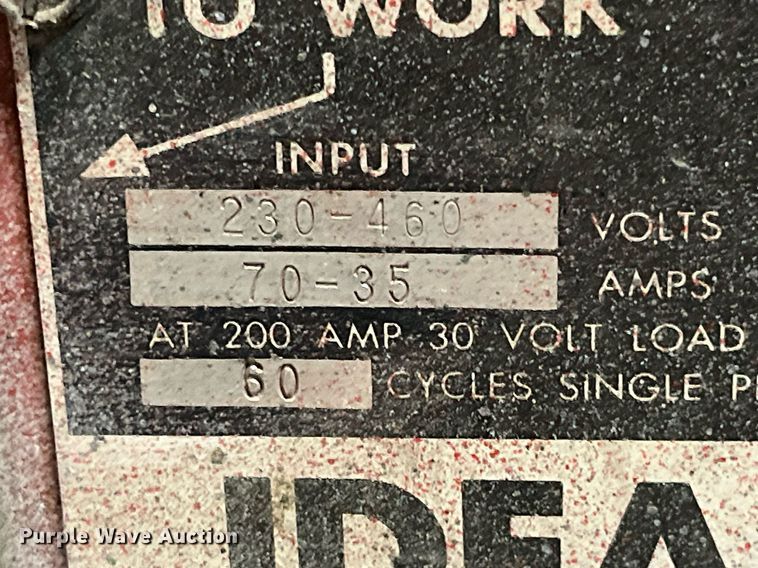 TO WORK
INPUT
230-460 VOLTS
70-35 AMPS
AT 200 AMP 30 VOLT LOAD
60 CYCLES SINGLE
Purple Wave Auction